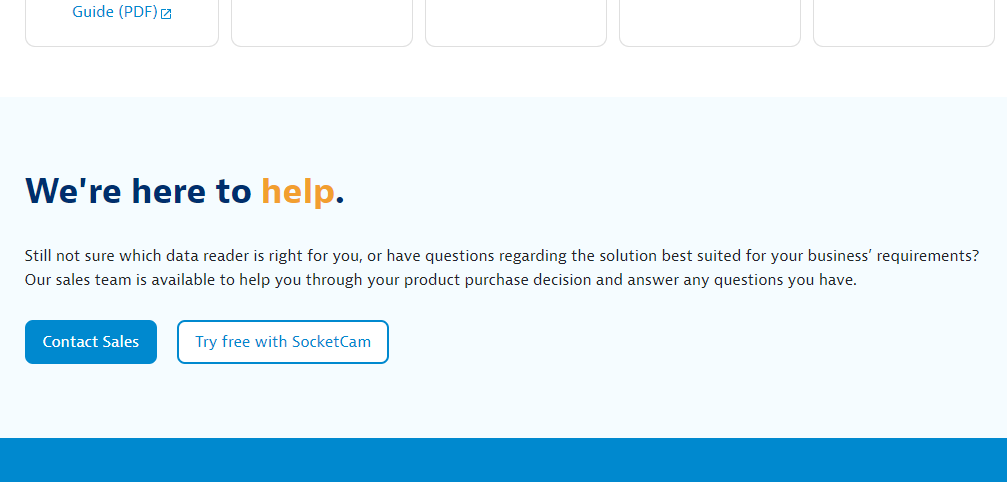 Guide (PDF)
We're here to help.
Still not sure which data reader is right for you, or have questions regarding the solution best suited for your business’ requirements?
Our sales team is available to help you through your product purchase decision and answer any questions you have.
Contact Sales
Try free with SocketCam